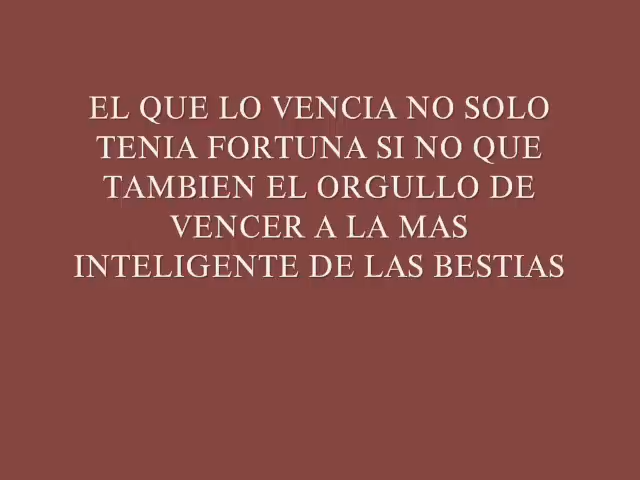 EL QUE LO VENCIA NO SOLO
TENIA FORTUNA SI NO QUE
TAMBIEN EL ORGULLO DE
VENCER A LA MAS
INTELIGENTE DE LAS BESTIAS